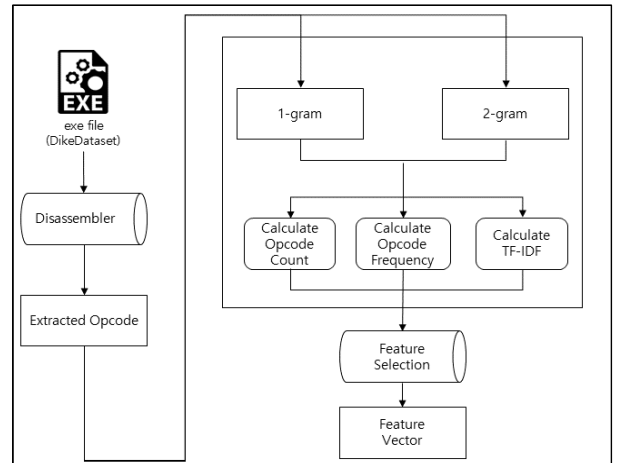 EXE
exe file
(DikeDataset)
Disassembler
Extracted Opcode
1-gram
2-gram
Calculate
Opcode
Count
Calculate
Opcode
Frequency
Calculate
TF-IDF
Feature
Selection
Feature
Vector